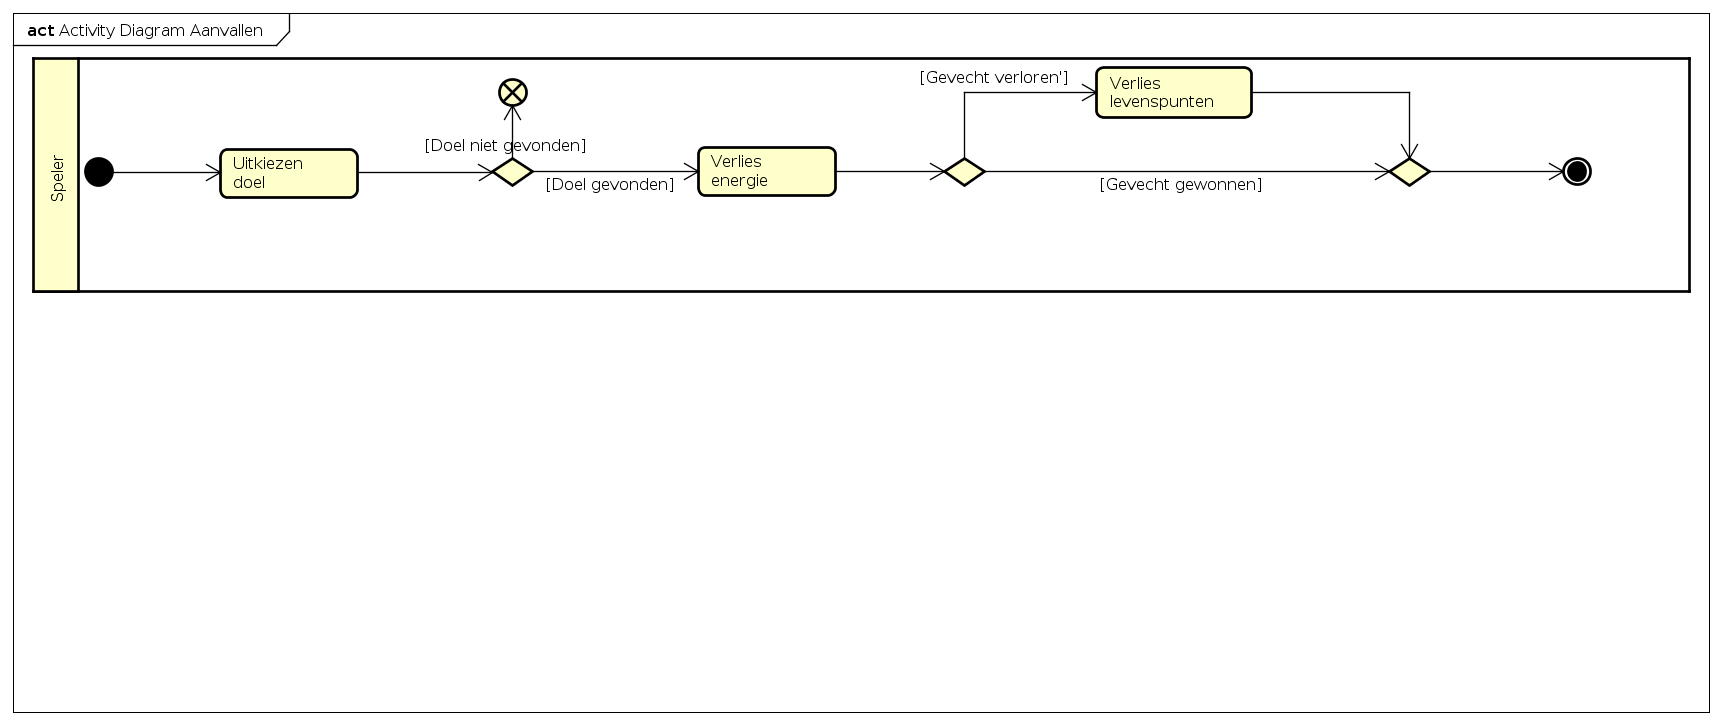 act Activity Diagram Aanvallen
Speler
Uitkiezen
doel
[Doel niet gevonden]
[Doel gevonden]
Verlies
energie
[Gevecht verloren']
Verlies
levenspunten
[Gevecht gewonnen]